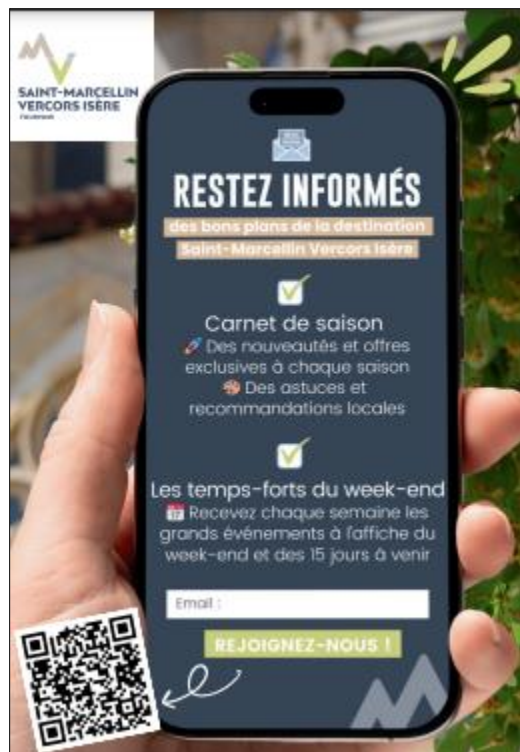 SAINT-MARCELLIN
VERCORS ISÈRE
TOURISME
RESTEZ INFORMÉS
des bons plans de la destination
Saint-Marcellin Vercors Isère
Carnet de saison
🚀 Des nouveautés et offres
exclusives à chaque saison
🎨 Des astuces et
recommandations locales
Les temps-forts du week-end
📅 Recevez chaque semaine les
grands événements à l'affiche du
week-end et des 15 jours à venir
Email :
REJOIGNEZ-NOUS !